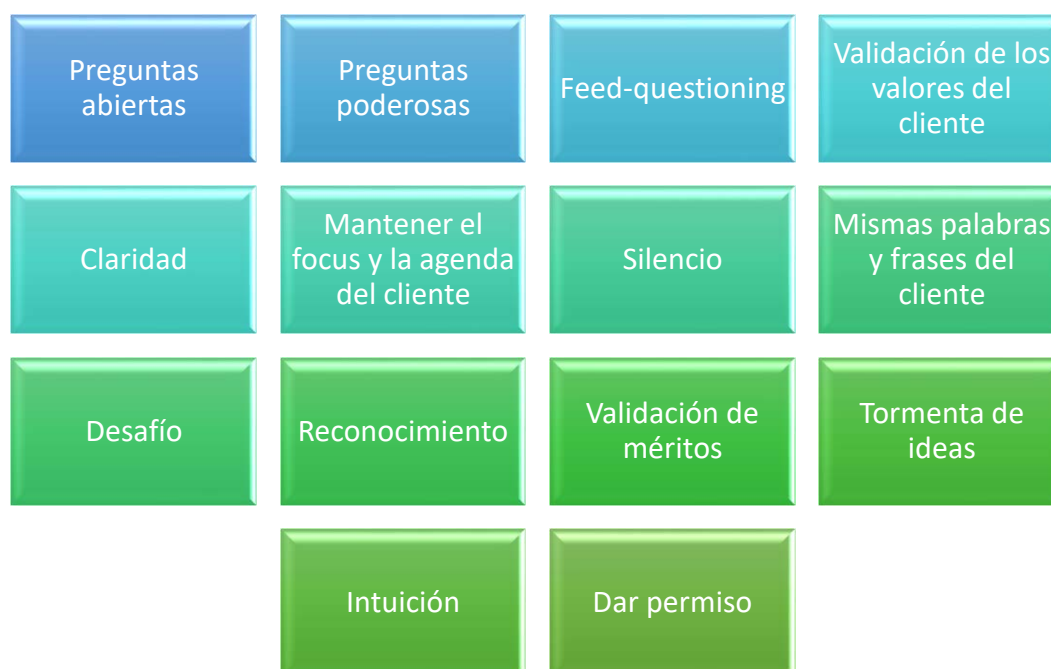 Preguntas
abiertas
Preguntas
poderosas
Feed-questioning
Validación de los
valores del
cliente
Claridad
Mantener el
focus y la agenda
del cliente
Silencio
Mismas palabras
y frases del
cliente
Desafío
Reconocimiento
Validación de
méritos
Tormenta de
ideas
Intuición
Dar permiso